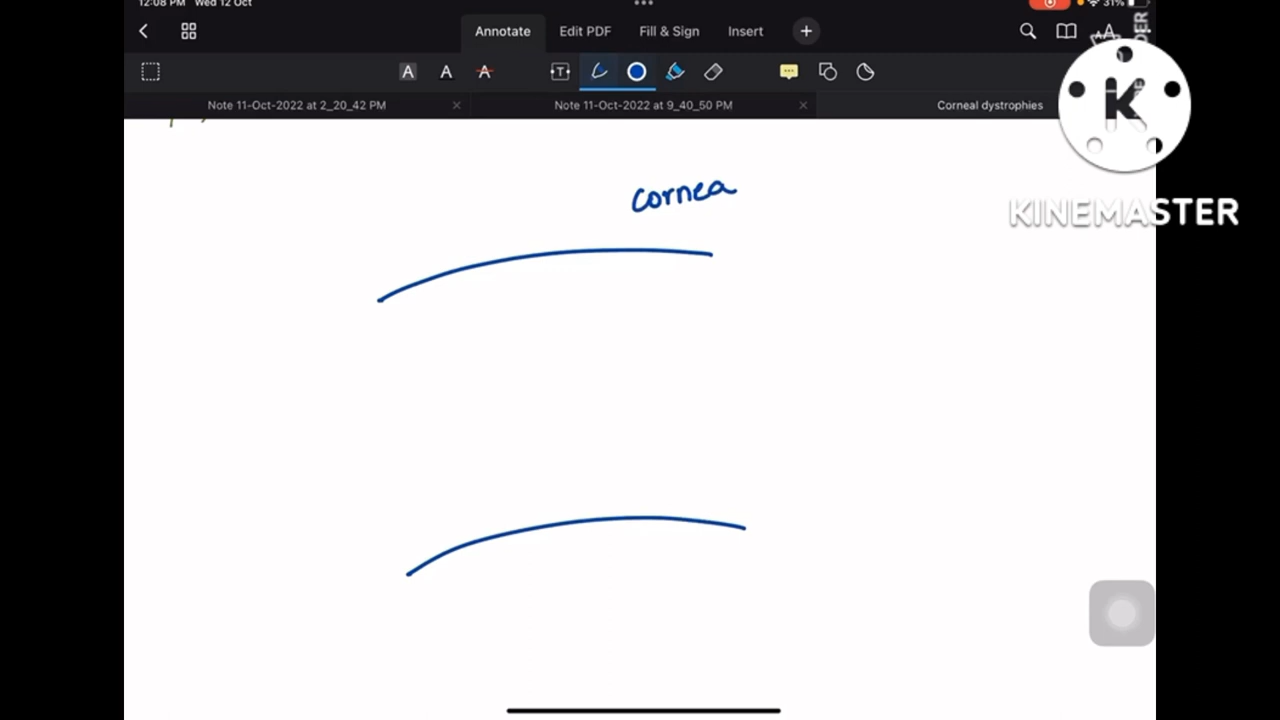 12:08 PM Wed 12 Oct
31%
Annotate Edit PDF Fill & Sign Insert
Note 11-Oct-2022 at 2_20_42 PM
Note 11-Oct-2022 at 9_40_50 PM
Corneal dystrophies
KINEMASTER
cornea